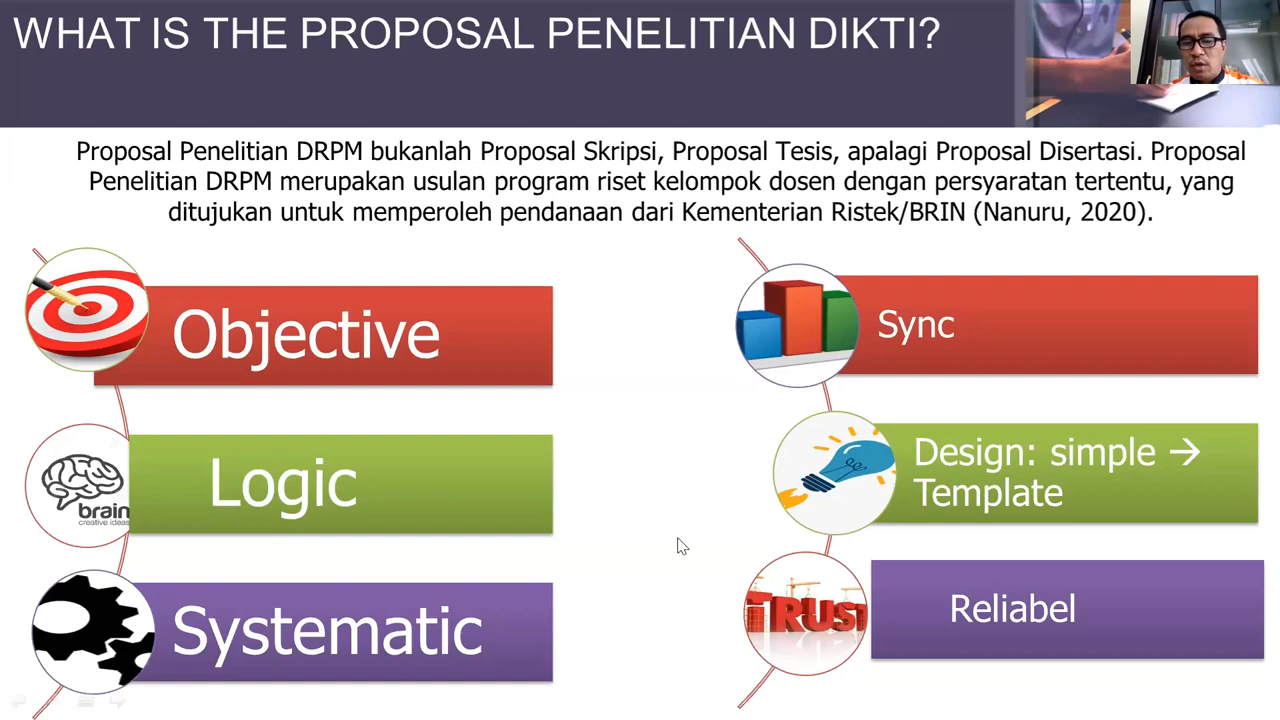 WHAT IS THE PROPOSAL PENELITIAN DIKTI?
Proposal Penelitian DRPM bukanlah Proposal Skripsi, Proposal Tesis, apalagi Proposal Disertasi. Proposal
Penelitian DRPM merupakan usulan program riset kelompok dosen dengan persyaratan tertentu, yang
ditujukan untuk memperoleh pendanaan dari Kementerian Ristek/BRIN (Nanuru, 2020).
Objective
Logic
brain
creative ideas
Systematic
Sync
Design: simple →
Template
TRUST
Reliabel